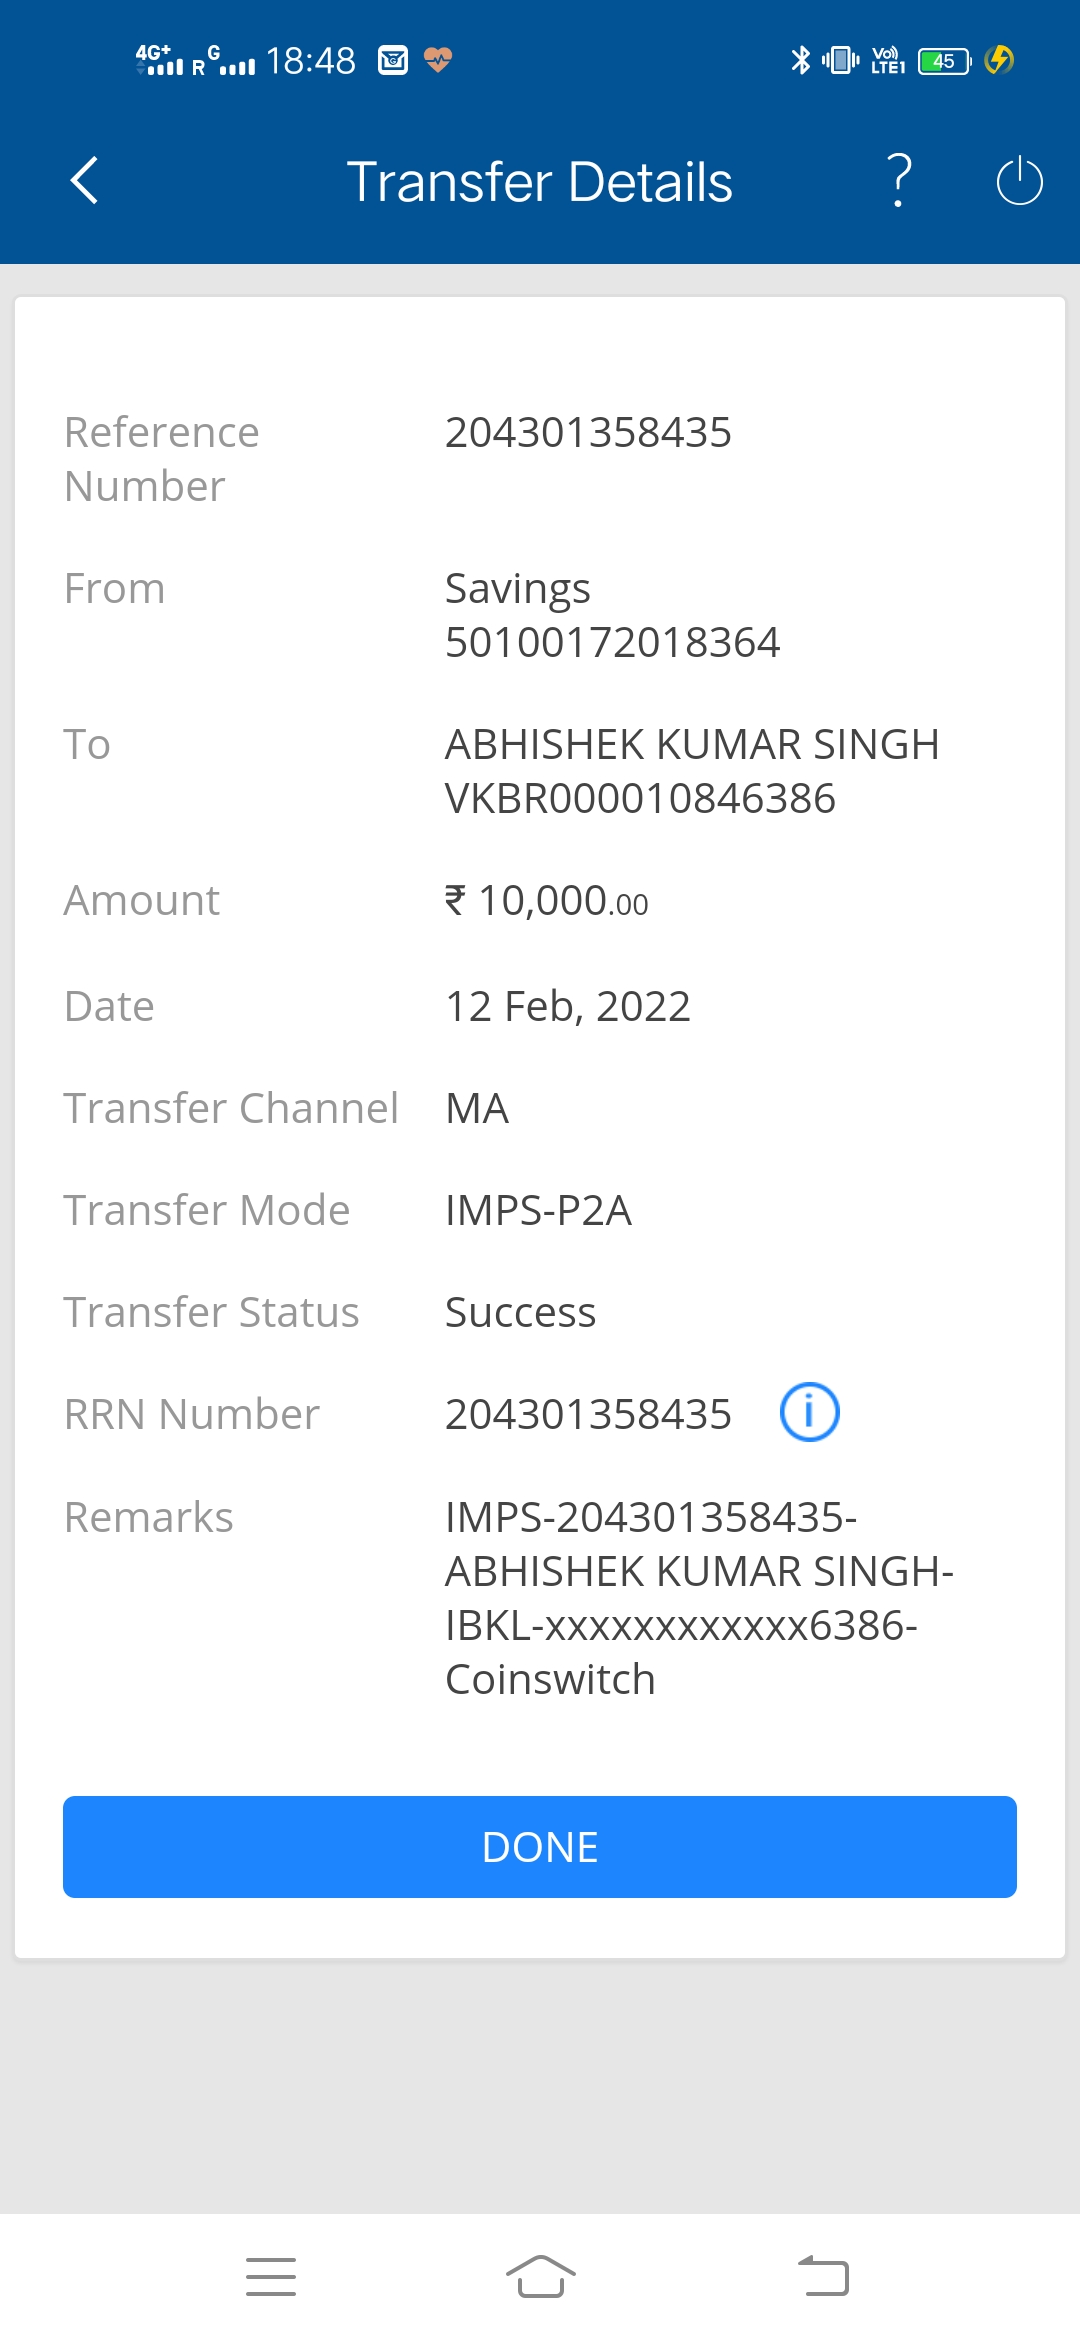 4G+ R G 18:48 Vo)) LTE1 45
Transfer Details ?
Reference 204301358435
Number
From Savings
50100172018364
To ABHISHEK KUMAR SINGH
VKBR000010846386
Amount ₹ 10,000.00
Date 12 Feb, 2022
Transfer Channel MA
Transfer Mode IMPS-P2A
Transfer Status Success
RRN Number 204301358435 i
Remarks IMPS-204301358435-
ABHISHEK KUMAR SINGH-
IBKL-xxxxxxxxxxxx6386-
Coinswitch
DONE